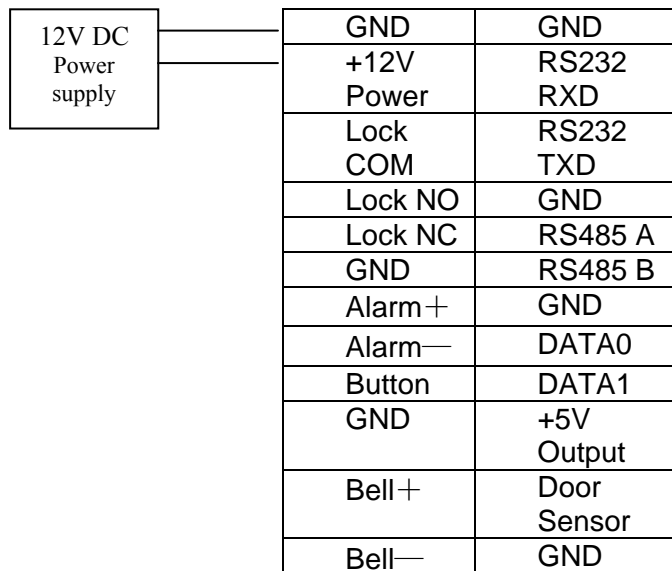 12V DC
Power
supply
GND GND
+12V RS232
Power RXD
Lock RS232
COM TXD
Lock NO GND
Lock NC RS485 A
GND RS485 B
Alarm＋ GND
Alarm— DATA0
Button DATA1
GND +5V
Output
Bell＋ Door
Sensor
Bell— GND